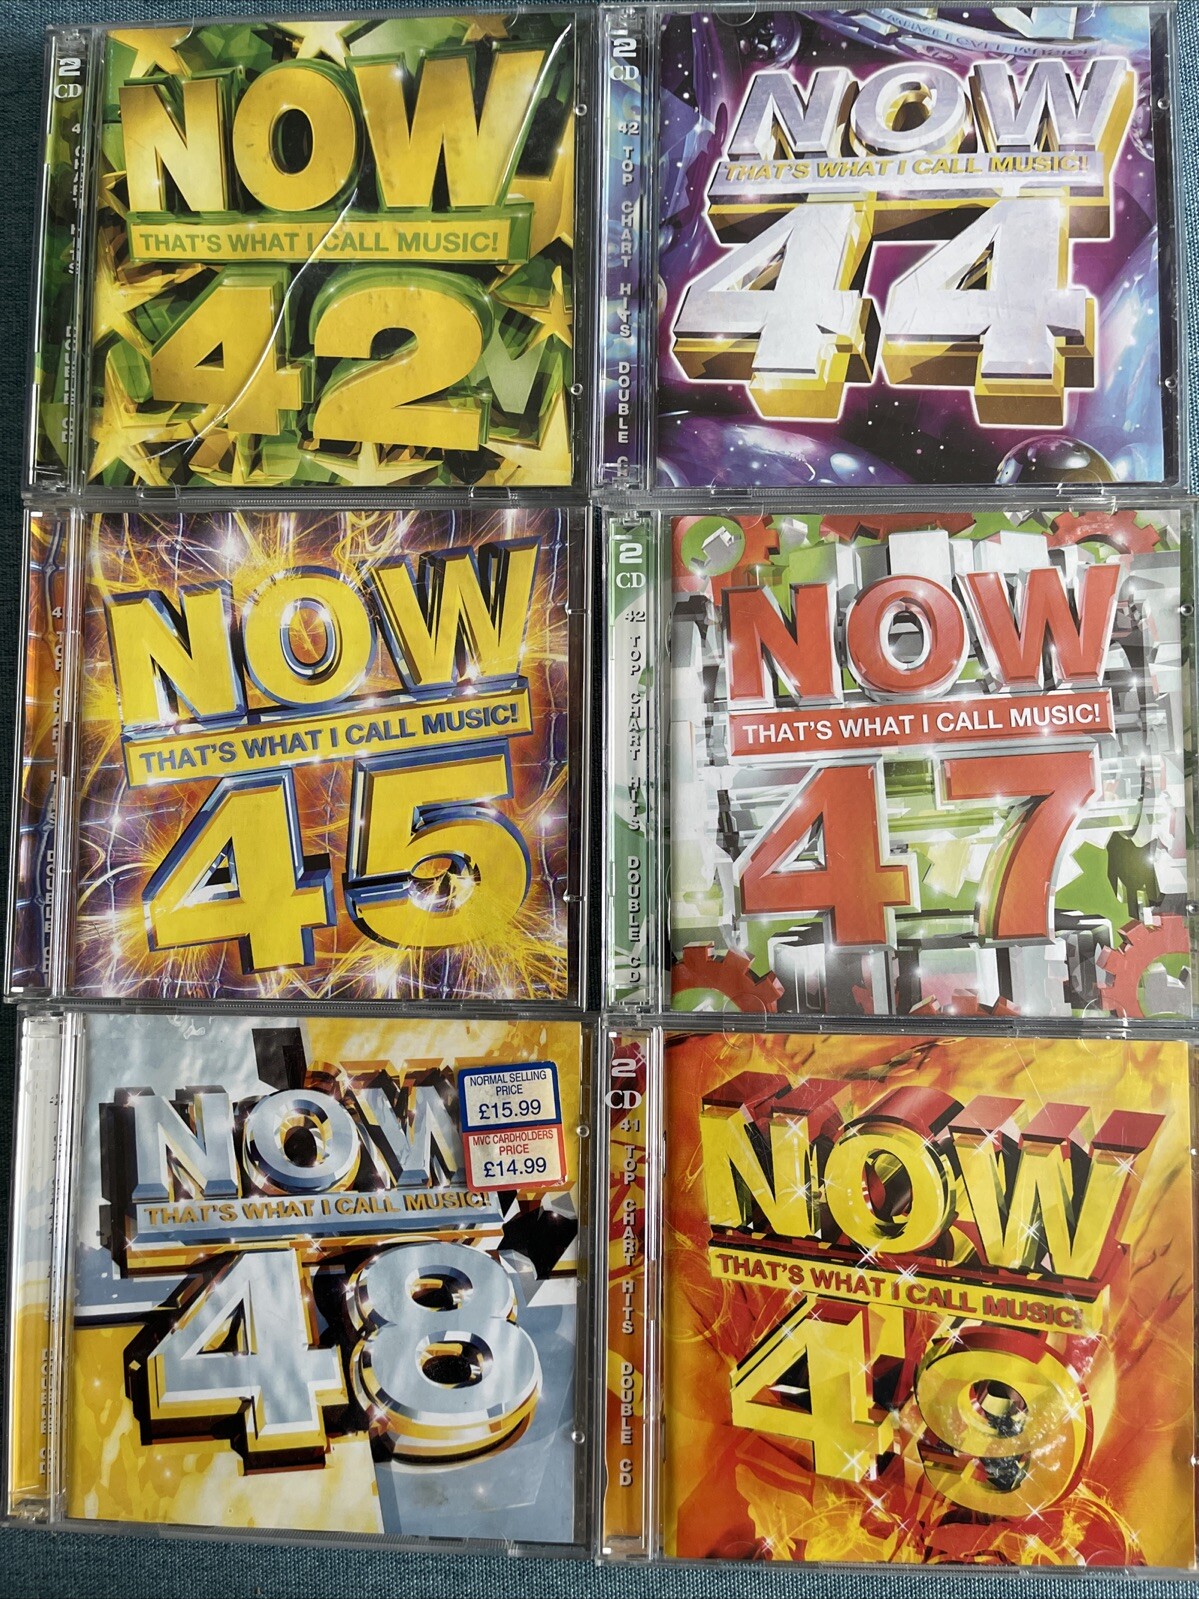 2
CD
NOW
THAT'S WHAT I CALL MUSIC!
42
2
CD
42 TOP CHART HITS DOUBLE
NOW
THAT'S WHAT I CALL MUSIC!
44
NOW
THAT'S WHAT I CALL MUSIC!
45
2
CD
42 TOP CHART HITS DOUBLE CD
NOW
THAT'S WHAT I CALL MUSIC!
47
NOW
THAT'S WHAT I CALL MUSIC!
48
NORMAL SELLING
PRICE
£15.99
MVC CARDHOLDERS
PRICE
£14.99
2
CD
41 TOP CHART HITS DOUBLE CD
NOW
THAT'S WHAT I CALL MUSIC!
49